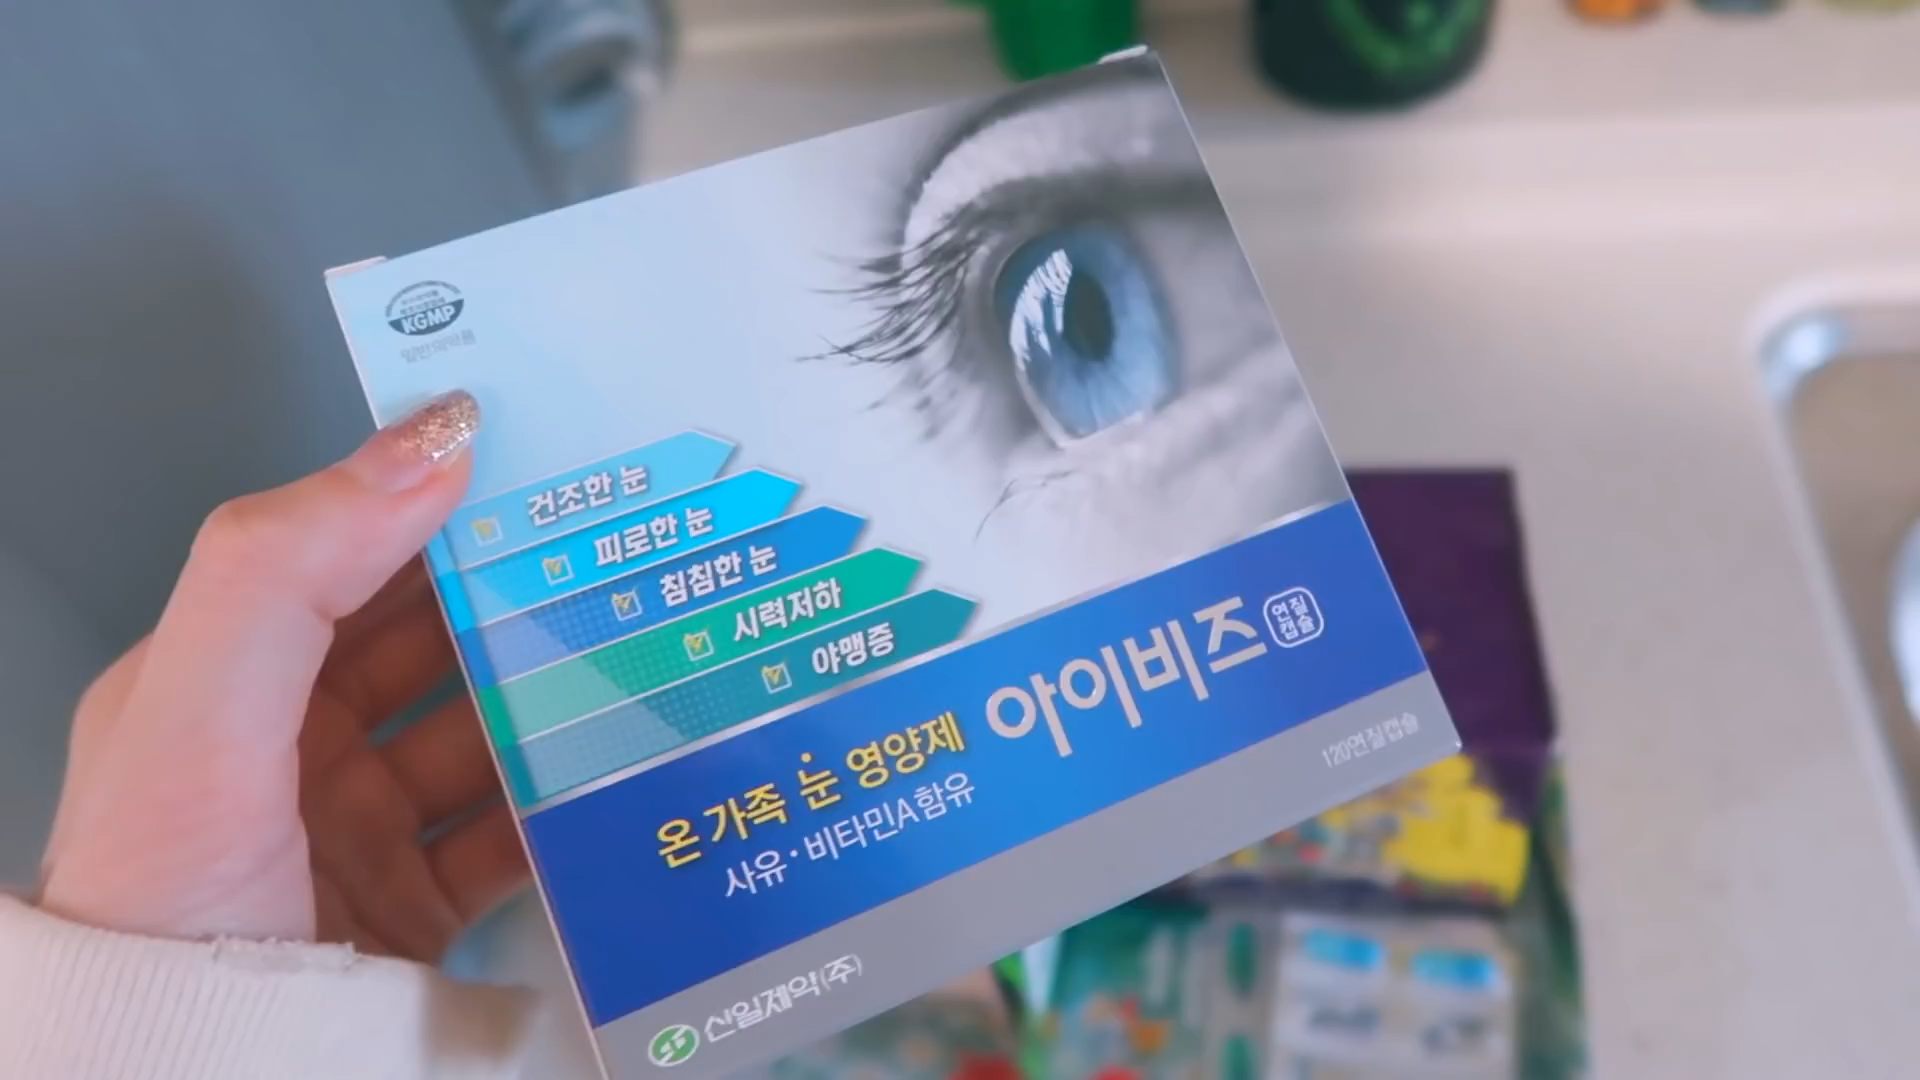 KGMP
일반의약품
건조한 눈
피로한 눈
침침한 눈
시력저하
야맹증
온 가족 눈 영양제 아이비즈 연질캡슐
사유·비타민A함유
120연질캡슐
신일제약(주)